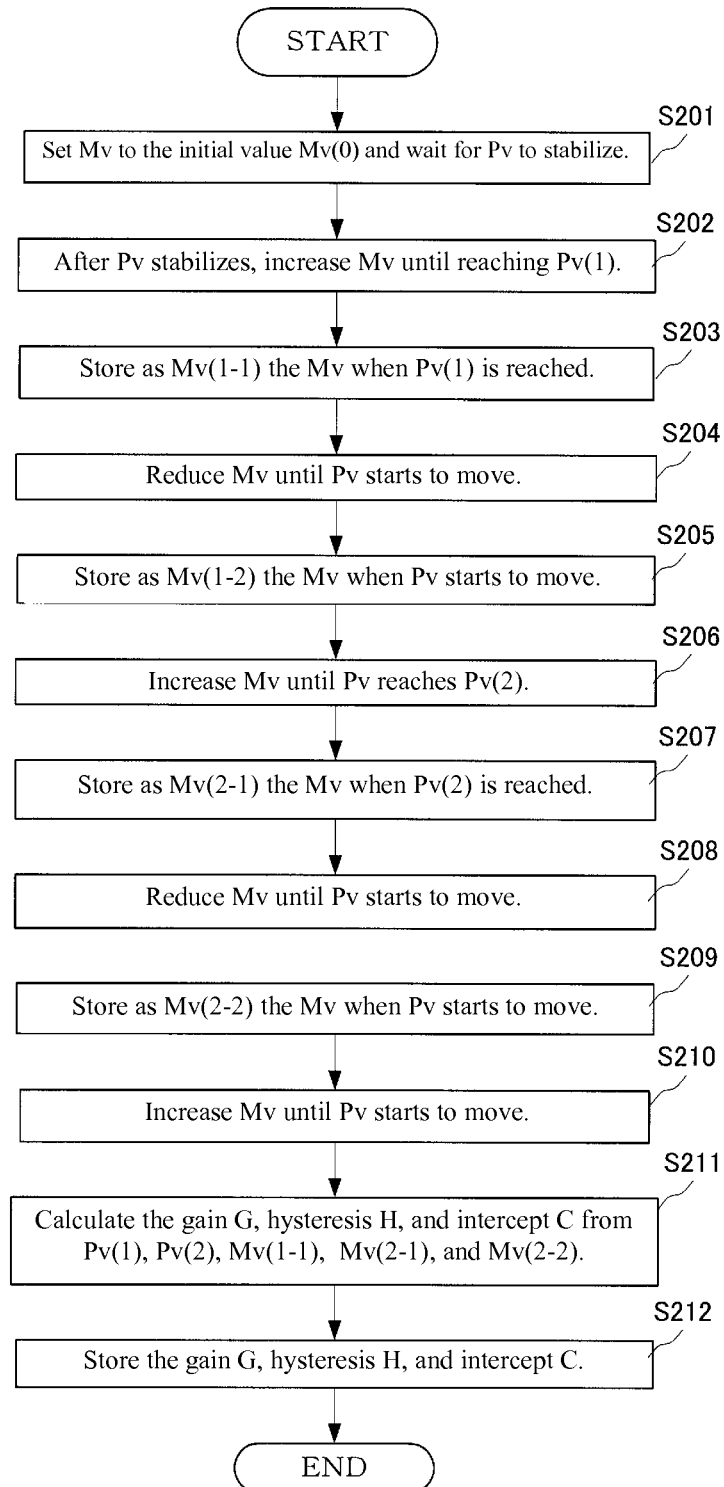 START
S201
Set Mv to the initial value Mv(0) and wait for Pv to stabilize.
S202
After Pv stabilizes, increase Mv until reaching Pv(1).
S203
Store as Mv(1-1) the Mv when Pv(1) is reached.
S204
Reduce Mv until Pv starts to move.
S205
Store as Mv(1-2) the Mv when Pv starts to move.
S206
Increase Mv until Pv reaches Pv(2).
S207
Store as Mv(2-1) the Mv when Pv(2) is reached.
S208
Reduce Mv until Pv starts to move.
S209
Store as Mv(2-2) the Mv when Pv starts to move.
S210
Increase Mv until Pv starts to move.
S211
Calculate the gain G, hysteresis H, and intercept C from
Pv(1), Pv(2), Mv(1-1), Mv(2-1), and Mv(2-2).
S212
Store the gain G, hysteresis H, and intercept C.
END